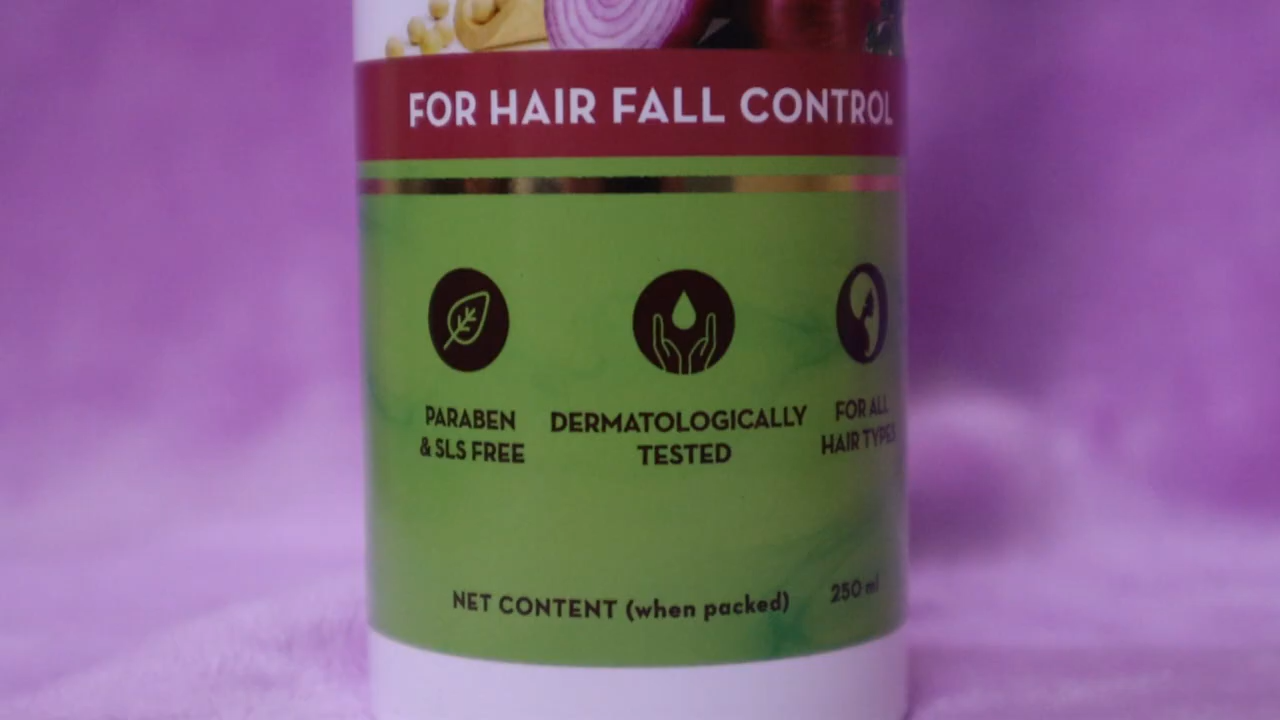 FOR HAIR FALL CONTROL
PARABEN
& SLS FREE
DERMATOLOGICALLY
TESTED
FOR ALL
HAIR TYPES
NET CONTENT (when packed) 250 ml